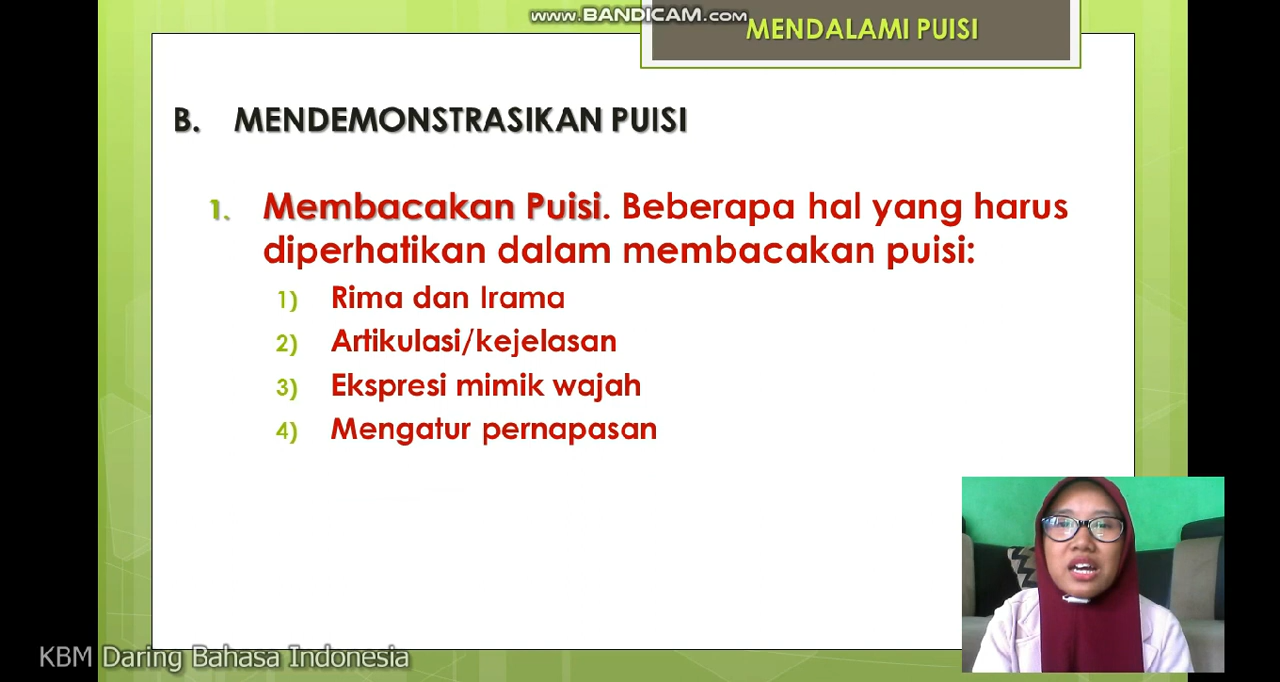 www.BANDICAM.com
MENDALAMI PUISI
B. MENDEMONSTRASIKAN PUISI
1. Membacakan Puisi. Beberapa hal yang harus
diperhatikan dalam membacakan puisi:
1) Rima dan Irama
2) Artikulasi/kejelasan
3) Ekspresi mimik wajah
4) Mengatur pernapasan
KBM Daring Bahasa Indonesia